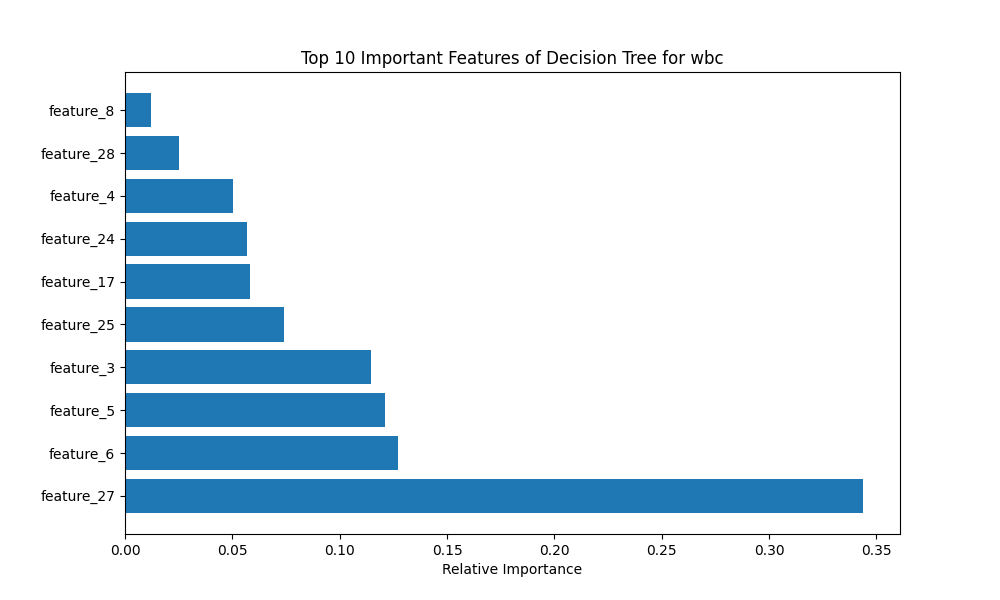 Top 10 Important Features of Decision Tree for wbc
feature_8
feature_28
feature_4
feature_24
feature_17
feature_25
feature_3
feature_5
feature_6
feature_27
0.00 0.05 0.10 0.15 0.20 0.25 0.30 0.35
Relative Importance